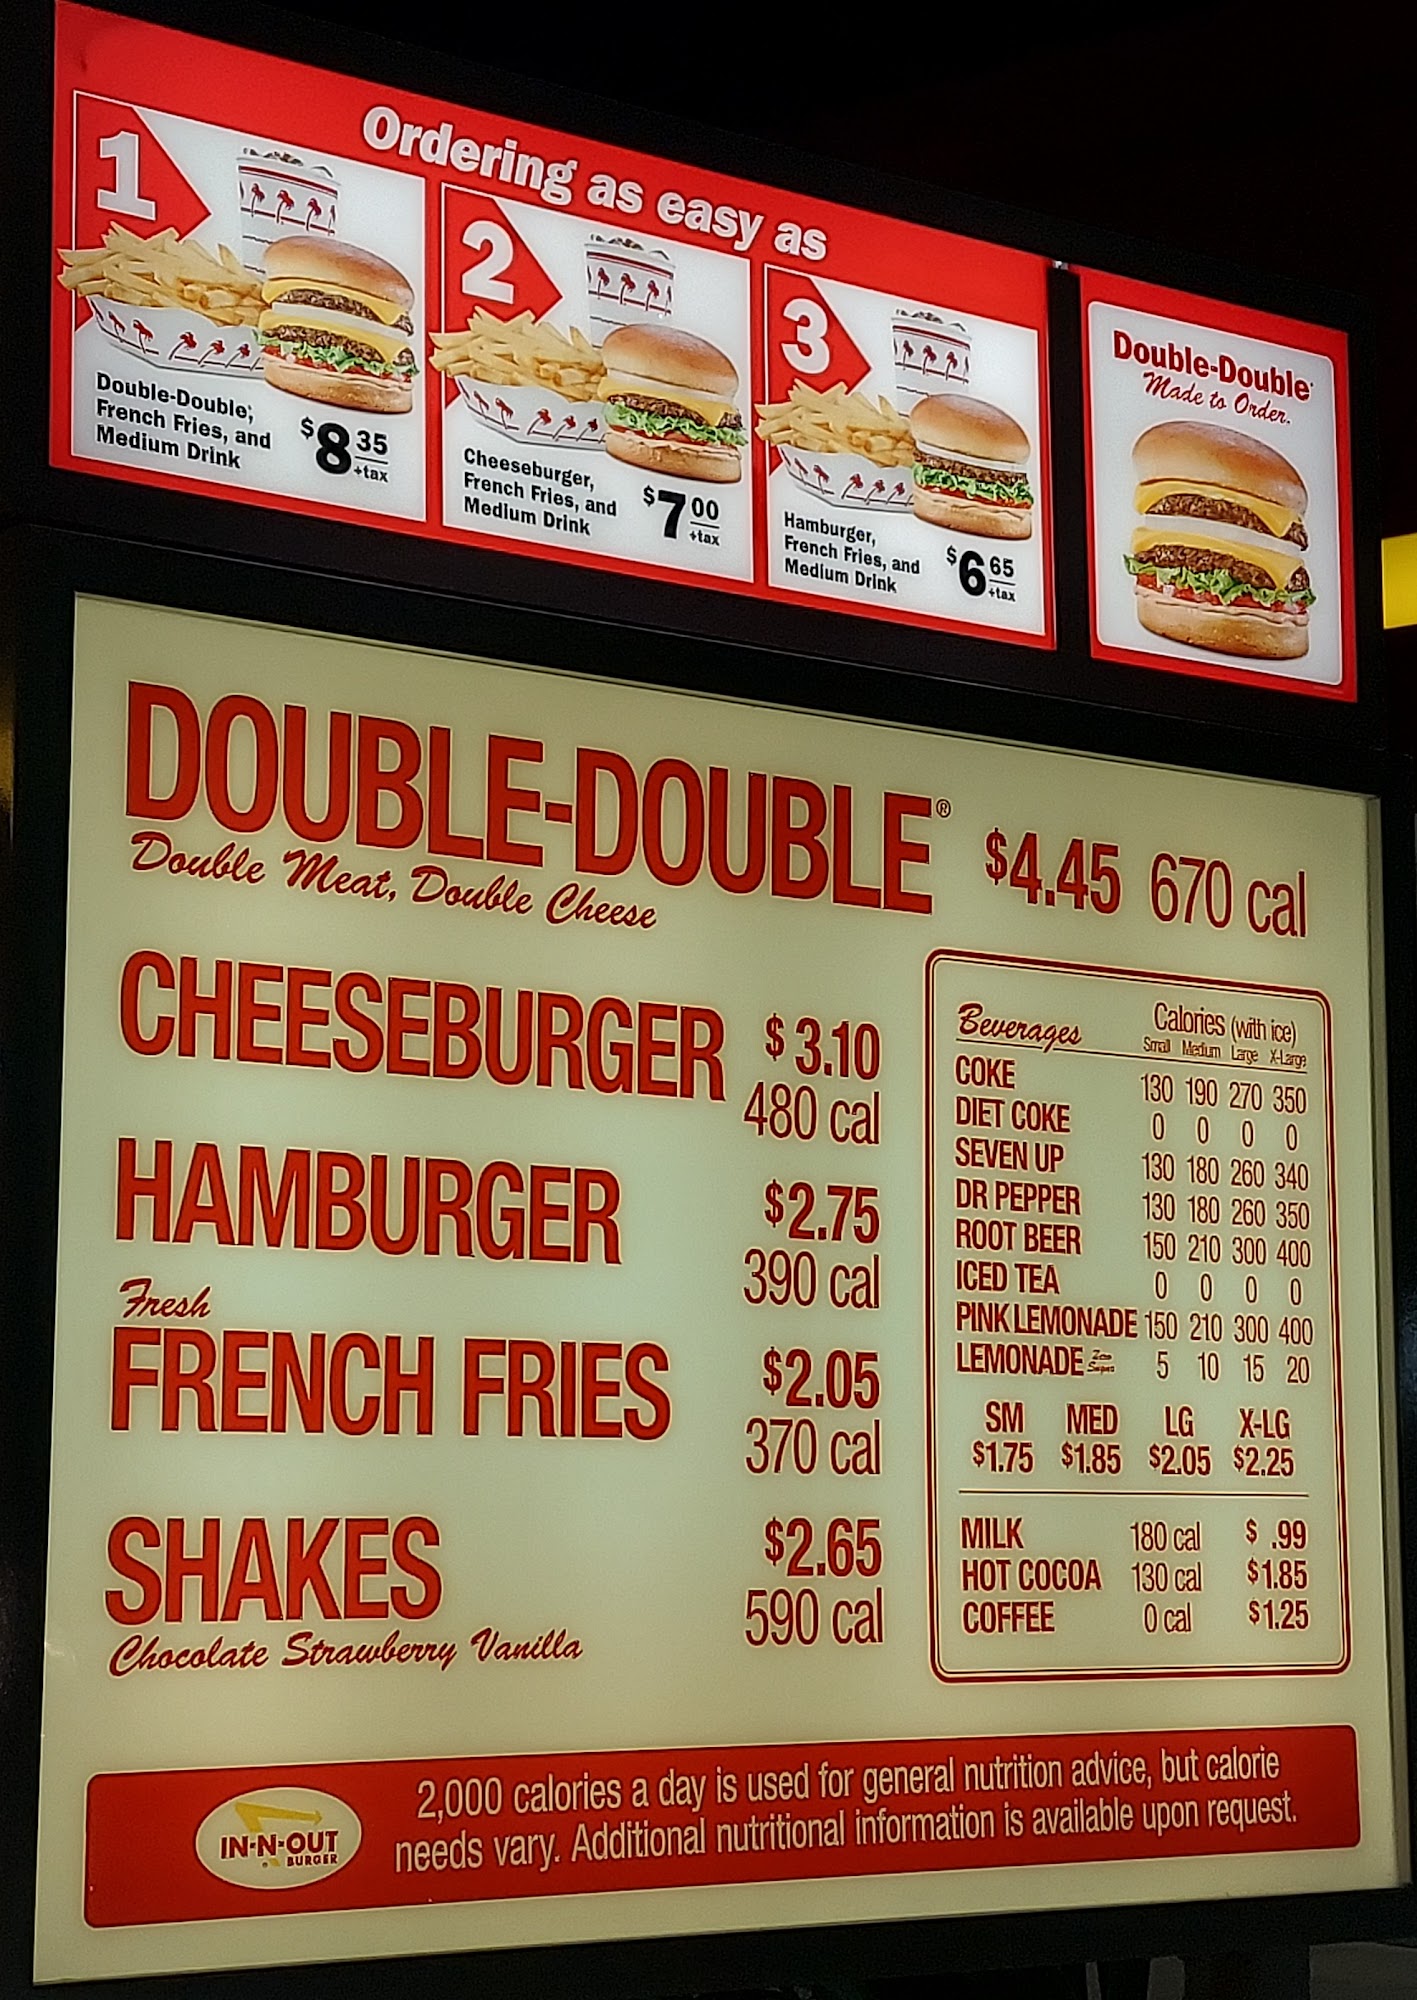 Ordering as easy as
1
Double-Double®,
French Fries, and
Medium Drink
$8 35
+tax
2
Cheeseburger,
French Fries, and
Medium Drink
$7 00
+tax
3
Hamburger,
French Fries, and
Medium Drink
$6 65
+tax
Double-Double®
Made to Order.
DOUBLE-DOUBLE® $4.45 670 cal
Double Meat, Double Cheese
CHEESEBURGER $3.10
480 cal
HAMBURGER $2.75
390 cal
Fresh
FRENCH FRIES $2.05
370 cal
SHAKES $2.65
590 cal
Chocolate Strawberry Vanilla
Beverages Calories (with ice)
Small Medium Large X-Large
COKE 130 190 270 350
DIET COKE 0 0 0 0
SEVEN UP 130 180 260 340
DR PEPPER 130 180 260 350
ROOT BEER 150 210 300 400
ICED TEA 0 0 0 0
PINK LEMONADE 150 210 300 400
LEMONADE Zero Sugar 5 10 15 20
SM MED LG X-LG
$1.75 $1.85 $2.05 $2.25
MILK 180 cal $ .99
HOT COCOA 130 cal $1.85
COFFEE 0 cal $1.25
IN-N-OUT
BURGER
2,000 calories a day is used for general nutrition advice, but calorie
needs vary. Additional nutritional information is available upon request.